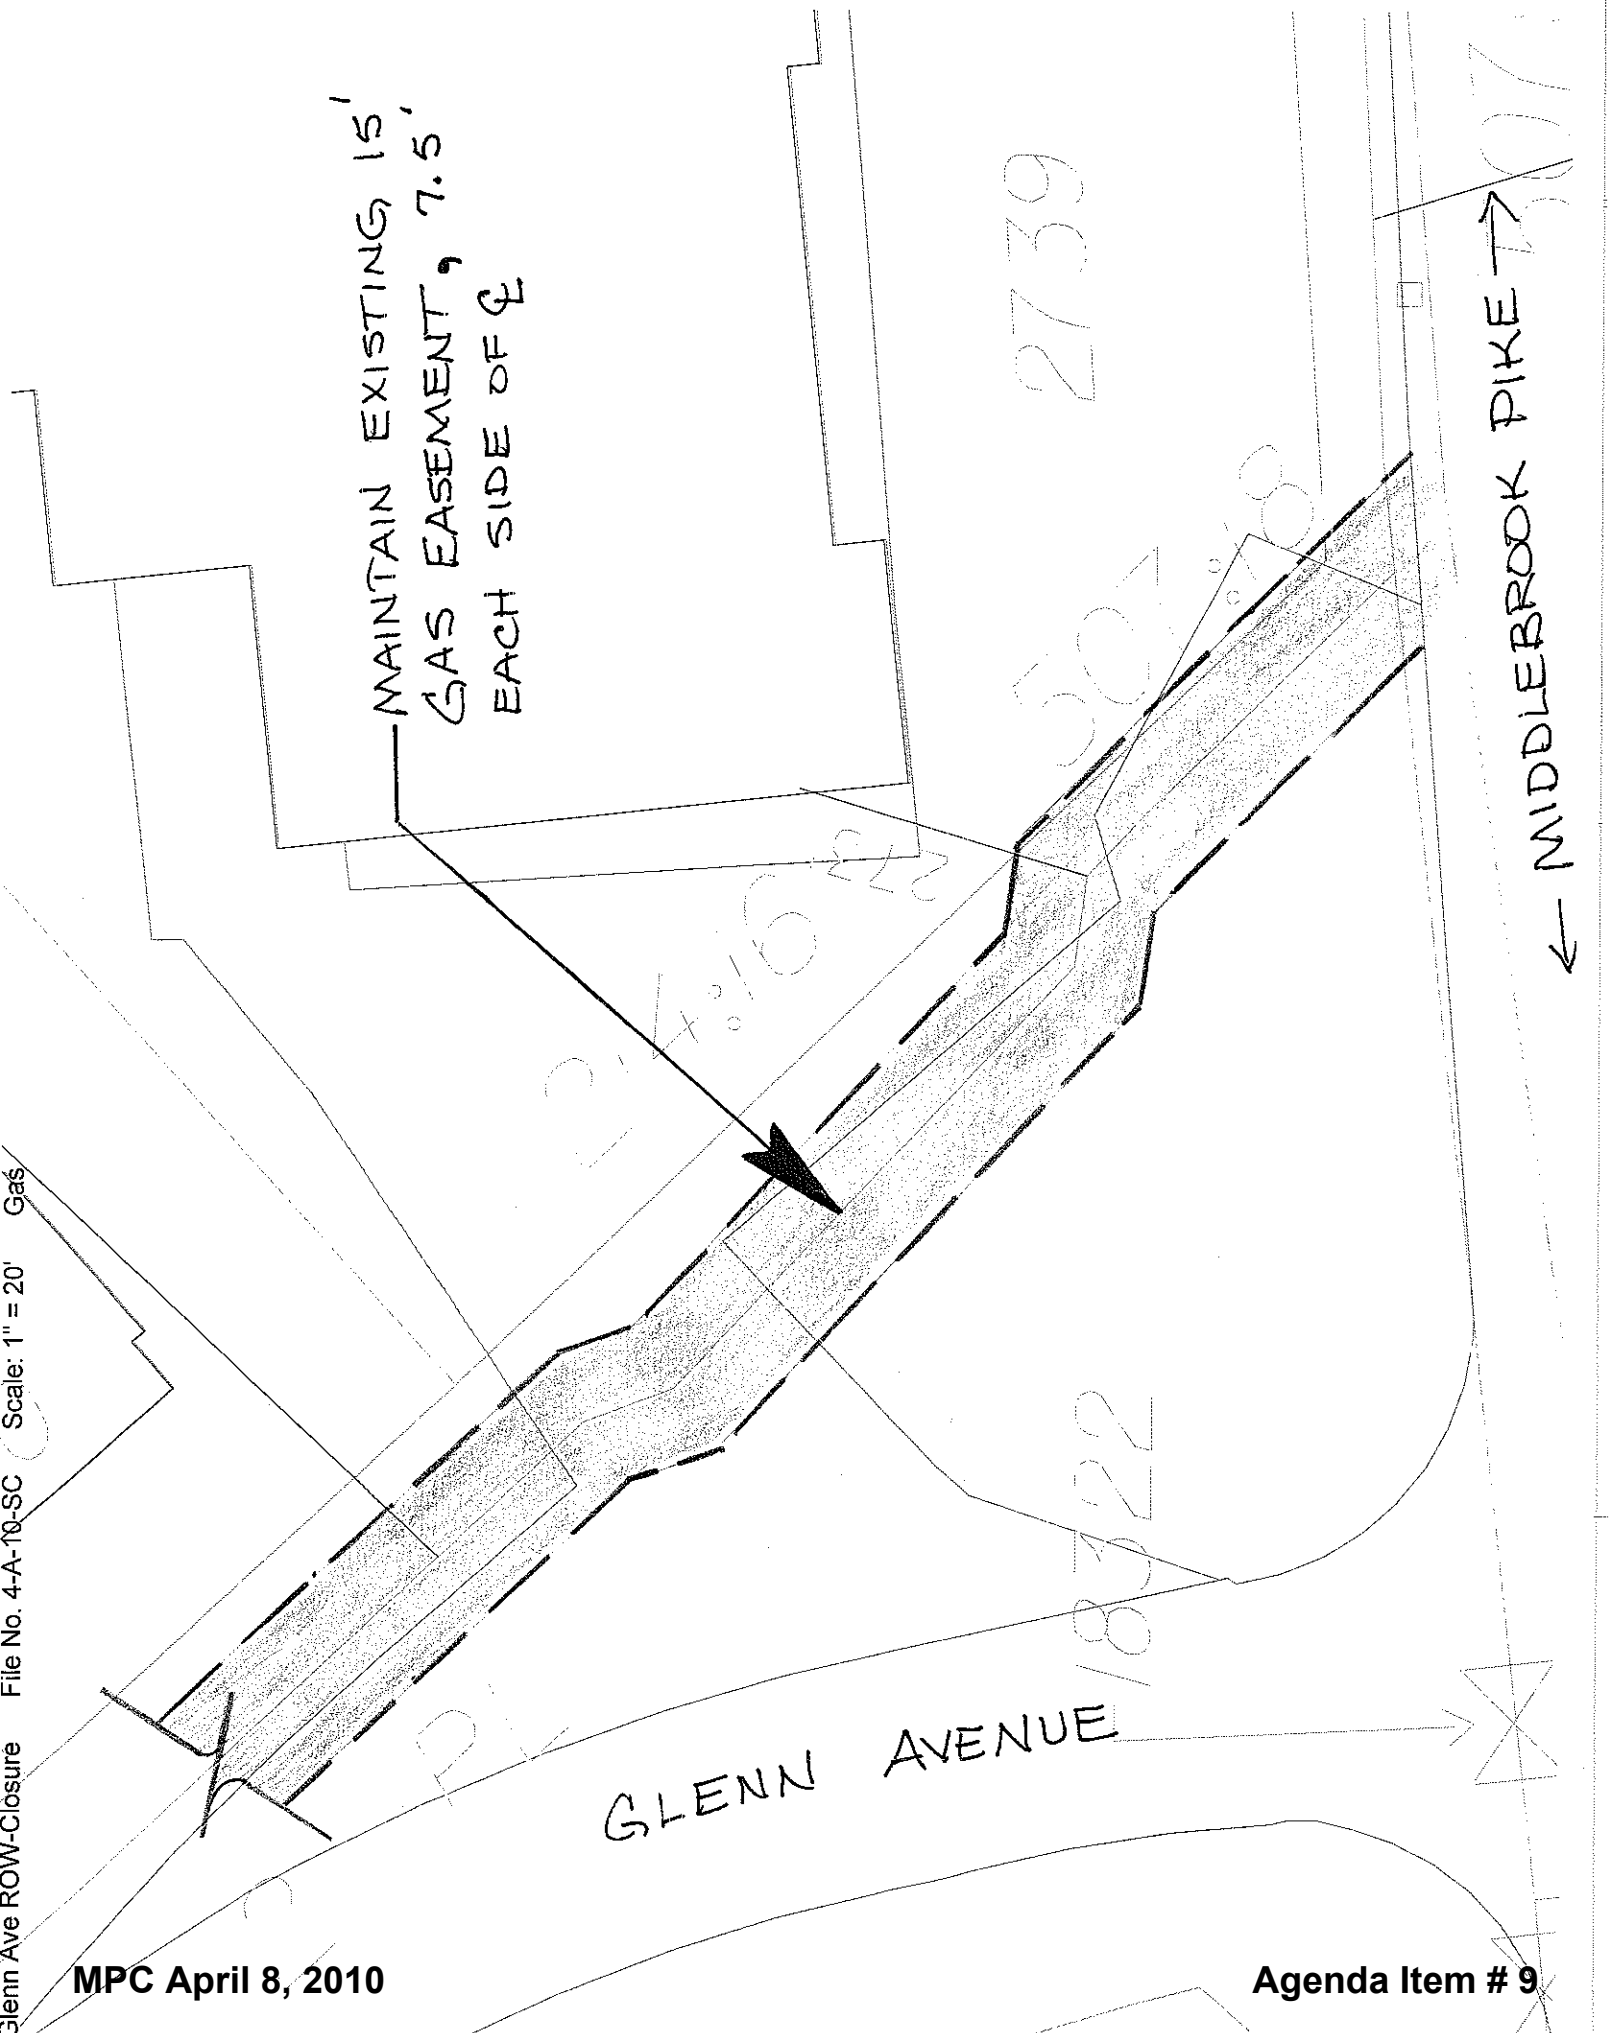 Glenn Ave ROW-Closure File No. 4-A-10-SC Scale: 1" = 20' Gas
MAINTAIN EXISTING 15'
GAS EASEMENT, 7.5'
EACH SIDE OF ℄
2739
18322
GLENN AVENUE
← MIDDLEBROOK PIKE →
MPC April 8, 2010
Agenda Item # 9